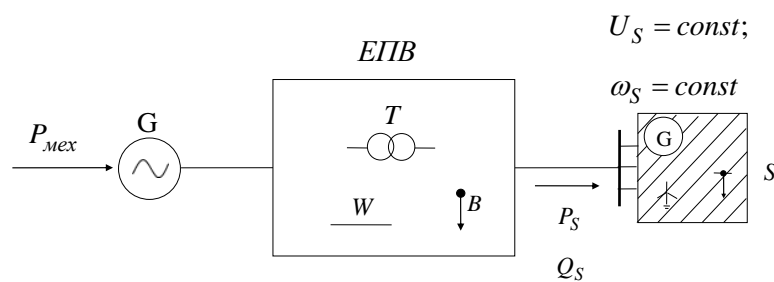 U_S = const;
ЕПВ
ω_S = const
P_мех
G
T
G
S
W
B
P_S
Q_S